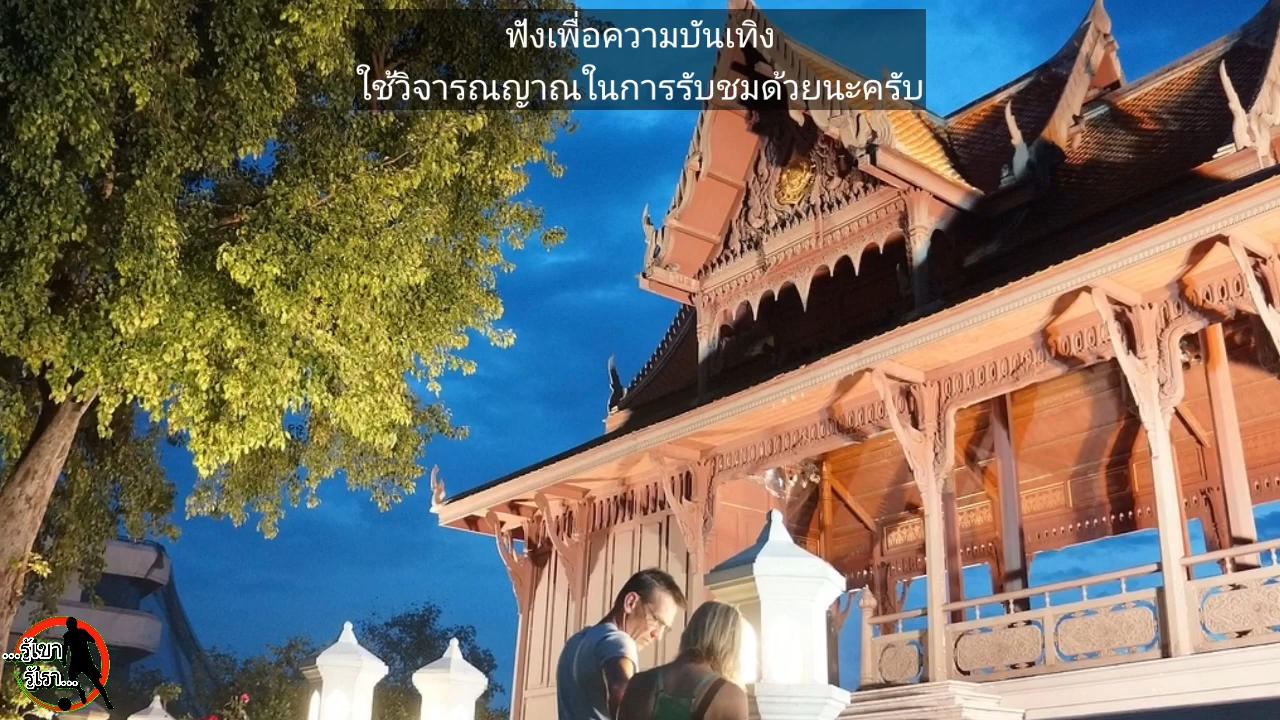 ฟังเพื่อความบันเทิง
ใช้วิจารณญาณในการรับชมด้วยนะครับ
...รู้เขา
รู้เรา...